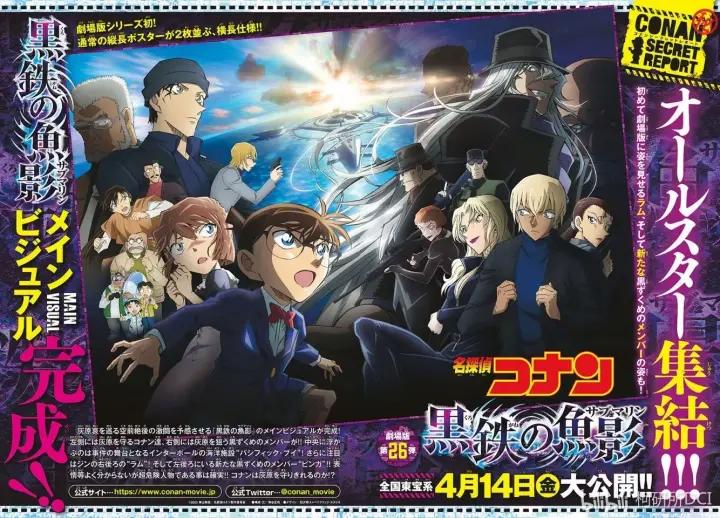 劇場版シリーズ初!
通常の縦長ポスターが2枚並ぶ、横長仕様!!
CONAN
SECRET
REPORT
オールスター集結!!!
初めて劇場版に姿を見せるラム、そして新たな黒ずくめのメンバーの姿も!
黒鉄の魚影
サブマリン
メイン
ビジュアル
MAIN
VISUAL
完成!!
名探偵
コナン
黒鉄の魚影
くろがね
サブマリン
劇場版
第26弾
全国東宝系
4月14日金大公開!!
灰原哀を巡る空前絶後の激闘を予感させる『黒鉄の魚影』のメインビジュアルが完成!
左側には灰原を守るコナン達、右側には灰原を狙う黒ずくめのメンバーが!! 中央に浮か
ぶのは事件の舞台となるインターポールの海洋施設“パシフィック・ブイ”! さらに注目
はジンの右後ろの“ラム”!! そして左後ろにいる新たな黒ずくめのメンバー“ピンガ”!! 表
情等よく分からないが超危険人物である事は確実!! コナンは灰原を守りきれるのか!?
公式サイト…https://www.conan-movie.jp
公式Twitter…@conan_movie